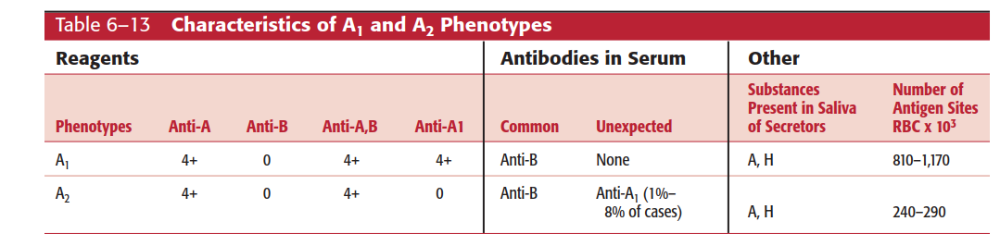 Table 6–13 Characteristics of A₁ and A₂ Phenotypes
Reagents Antibodies in Serum Other
Substances Number of
Present in Saliva Antigen Sites
Phenotypes Anti-A Anti-B Anti-A,B Anti-A1 Common Unexpected of Secretors RBC x 10³
A₁ 4+ 0 4+ 4+ Anti-B None A, H 810–1,170
A₂ 4+ 0 4+ 0 Anti-B Anti-A₁ (1%–
8% of cases) A, H 240–290